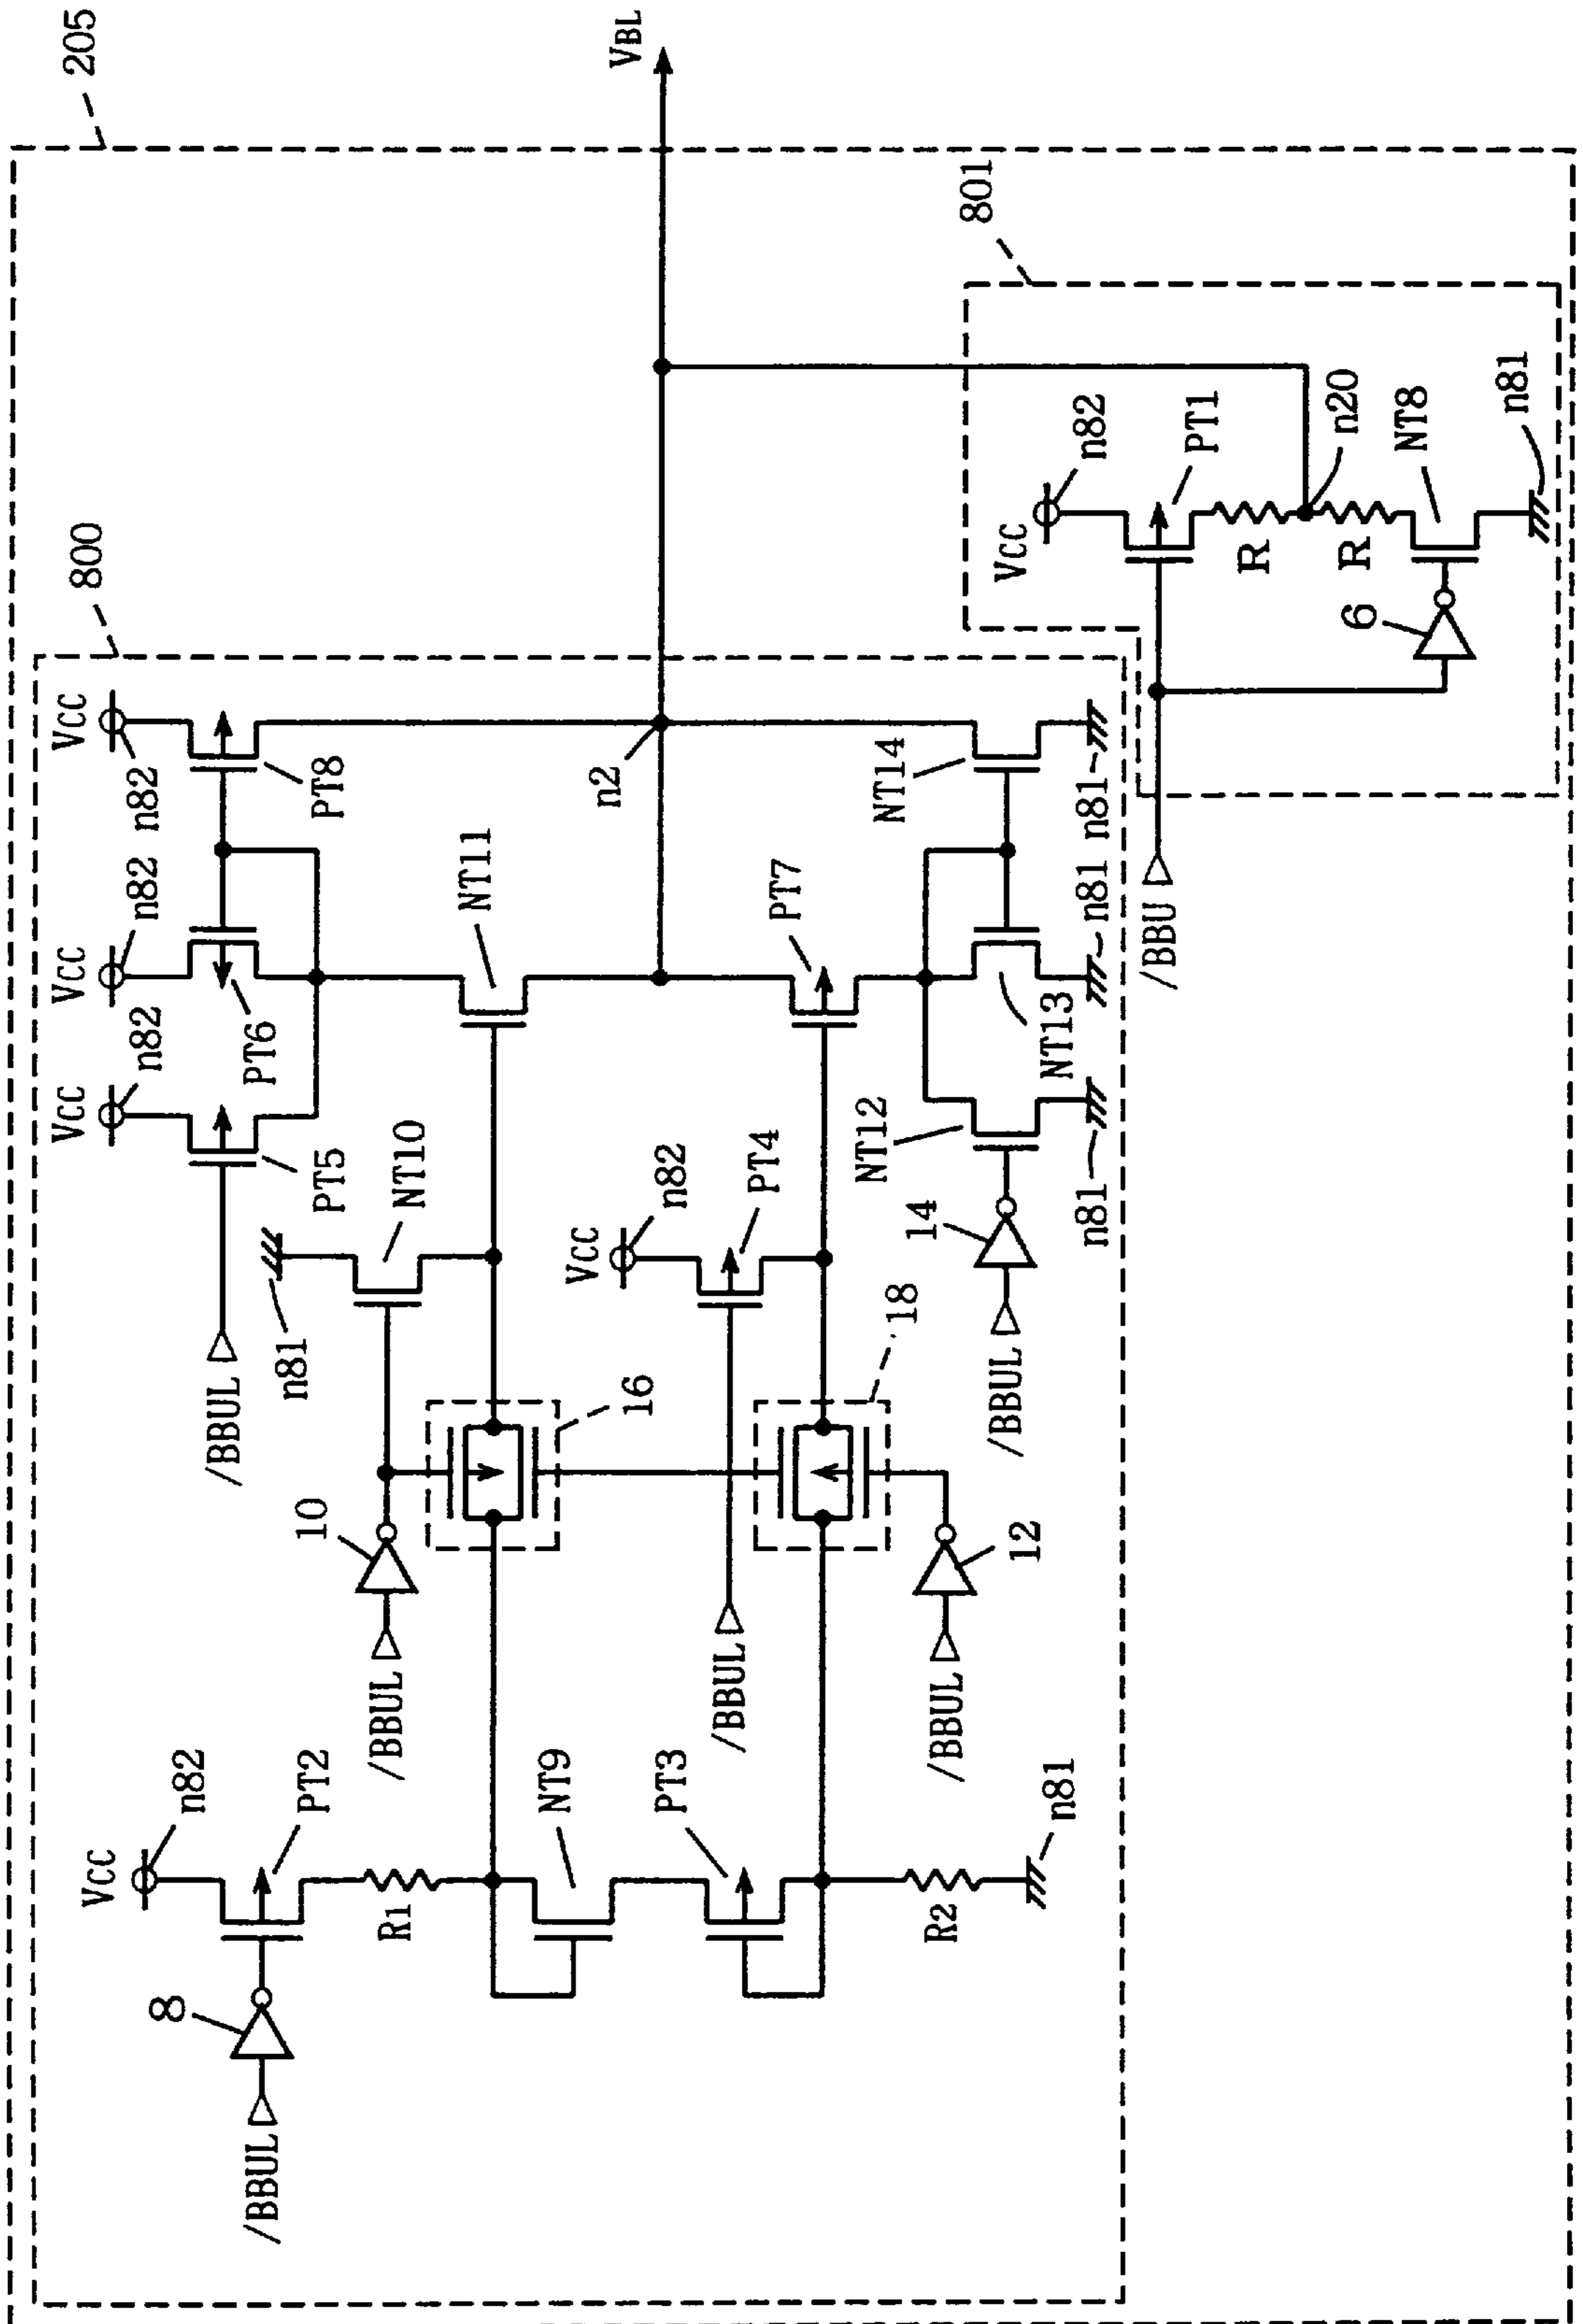 205
800
VCC
n82
PT8
VCC
n82
PT6
VCC
n82
PT5
/BBUL
n81
NT10
NT11
n2
VBL
10
/BBUL
16
VCC
n82
PT4
/BBUL
18
PT7
NT14
n81
NT13
n81
NT12
n81
14
/BBUL
12
/BBUL
VCC
n82
PT2
8
/BBUL
R1
NT9
PT3
R2
n81
801
VCC
n82
PT1
R
n20
R
NT8
n81
6
/BBU